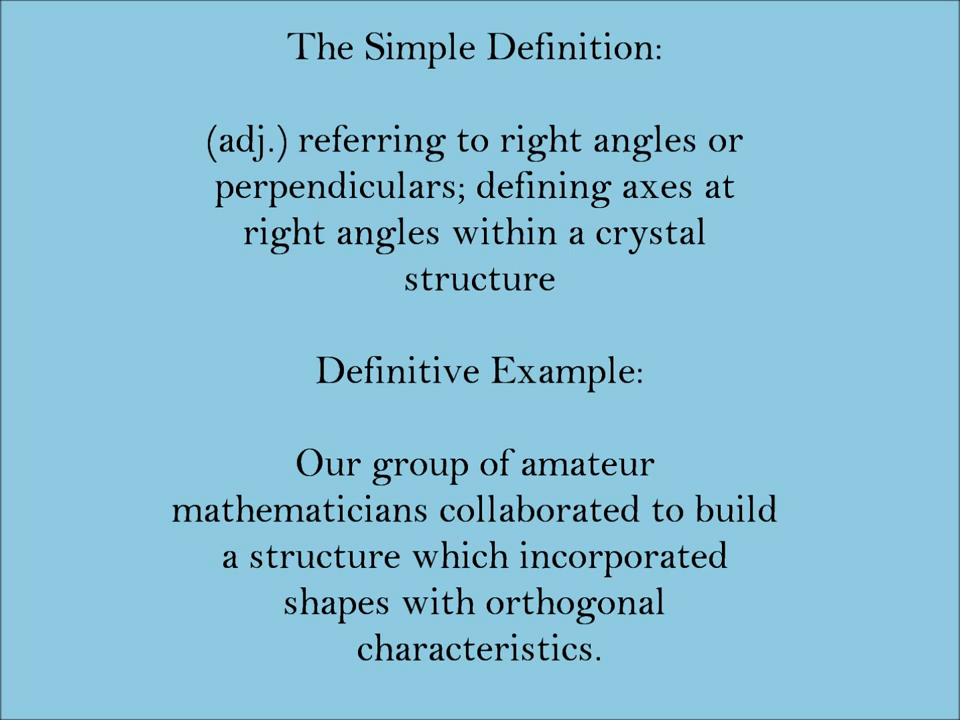 The Simple Definition:
(adj.) referring to right angles or
perpendiculars; defining axes at
right angles within a crystal
structure
Definitive Example:
Our group of amateur
mathematicians collaborated to build
a structure which incorporated
shapes with orthogonal
characteristics.